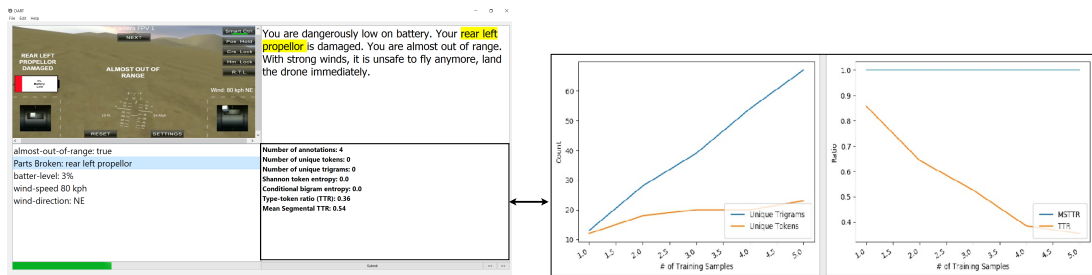 DART
File Edit Help
NEXT
Smart Ctrl
Pos. Hold
Crs. Lock
Hm. Lock
R.T.L
REAR LEFT
PROPELLOR
DAMAGED
ALMOST OUT OF
RANGE
3%
Battery
Wind: 80 kph NE
RESET
SETTINGS
You are dangerously low on battery. Your rear left
propellor is damaged. You are almost out of range.
With strong winds, it is unsafe to fly anymore, land
the drone immediately.
almost-out-of-range: true
Parts Broken: rear left propellor
batter-level: 3%
wind-speed 80 kph
wind-direction: NE
Number of annotations: 4
Number of unique tokens: 0
Number of unique trigrams: 0
Shannon token entropy: 0.0
Conditional bigram entropy: 0.0
Type-token ratio (TTR): 0.36
Mean Segmental TTR: 0.54
Submit
<< >>
Count
60
50
40
30
20
10
Unique Trigrams
Unique Tokens
1.0 1.5 2.0 2.5 3.0 3.5 4.0 4.5 5.0
# of Training Samples
Ratio
1.0
0.9
0.8
0.7
0.6
0.5
0.4
MSTTR
TTR
1.0 1.5 2.0 2.5 3.0 3.5 4.0 4.5 5.0
# of Training Samples